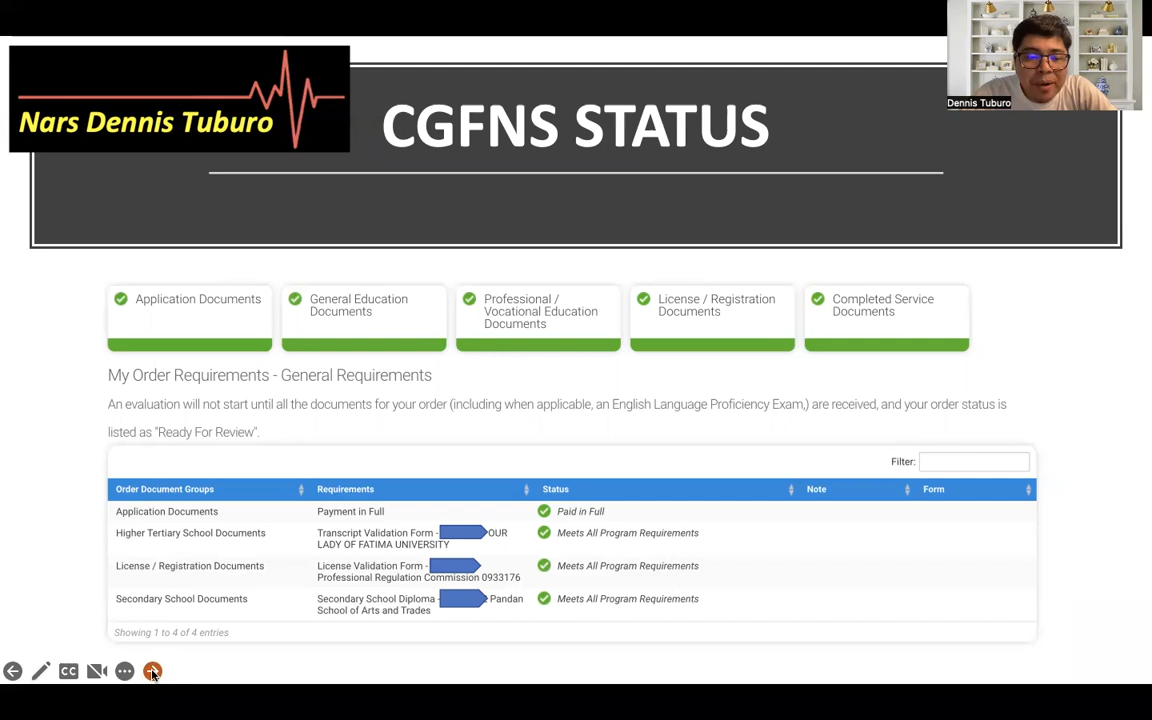 Nars Dennis Tuburo
CGFNS STATUS
Dennis Tuburo
Application Documents
General Education
Documents
Professional /
Vocational Education
Documents
License / Registration
Documents
Completed Service
Documents
My Order Requirements - General Requirements
An evaluation will not start until all the documents for your order (including when applicable, an English Language Proficiency Exam,) are received, and your order status is
listed as "Ready For Review".
Filter:
Order Document Groups Requirements Status Note Form
Application Documents Payment in Full Paid in Full
Higher Tertiary School Documents Transcript Validation Form - OUR Meets All Program Requirements
LADY OF FATIMA UNIVERSITY
License / Registration Documents License Validation Form - Meets All Program Requirements
Professional Regulation Commission 0933176
Secondary School Documents Secondary School Diploma - Pandan Meets All Program Requirements
School of Arts and Trades
Showing 1 to 4 of 4 entries
CC